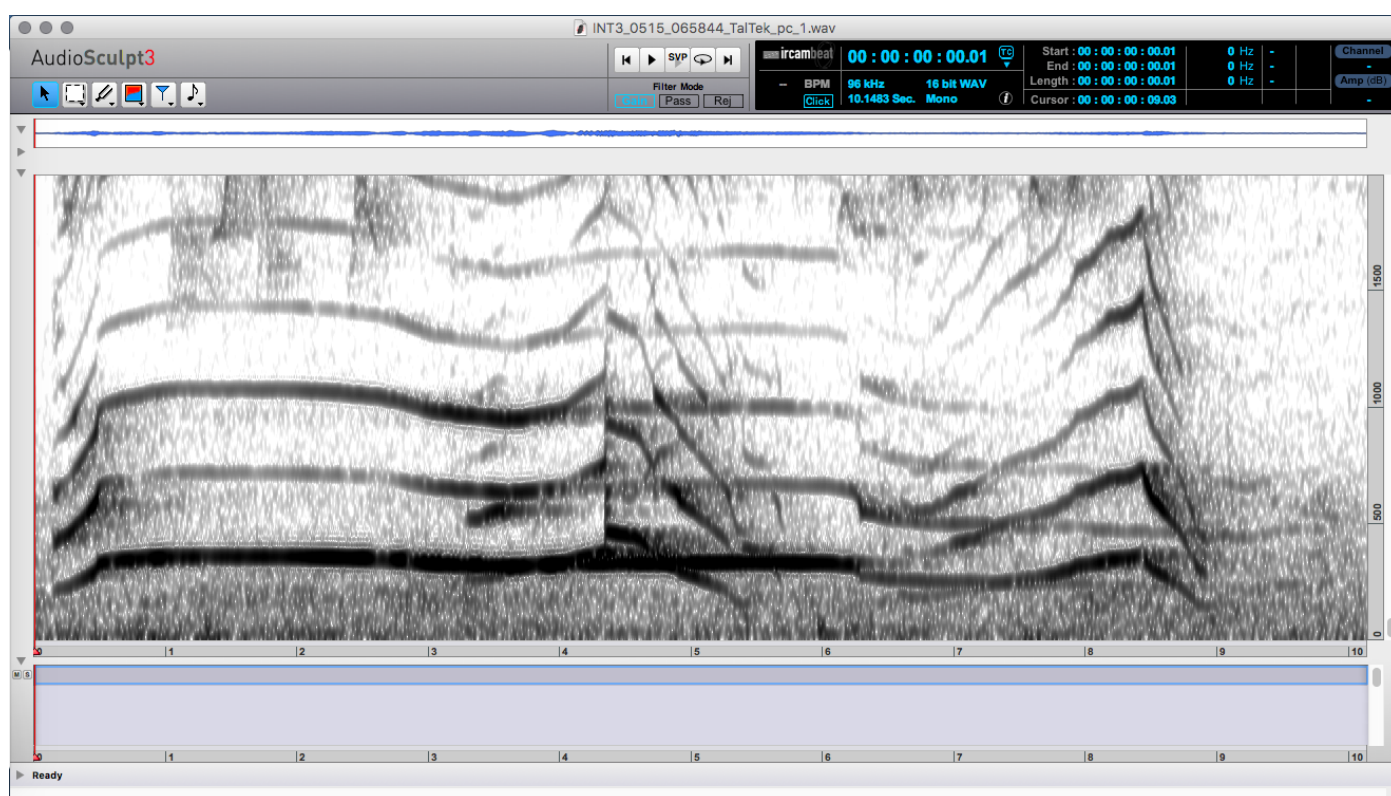 INT3_0515_065844_TalTek_pc_1.wav
AudioSculpt3
SVP
Filter Mode
Gain Pass Rej
ircambeat
– BPM
Click
00 : 00 : 00 : 00.01 TC
96 kHz 16 bit WAV
10.1483 Sec. Mono i
Start : 00 : 00 : 00 : 00.01 0 Hz -
End : 00 : 00 : 00 : 00.01 0 Hz -
Length : 00 : 00 : 00 : 00.01 0 Hz -
Cursor : 00 : 00 : 00 : 09.03
Channel
-
Amp (dB)
-
1500
1000
500
0
0 1 2 3 4 5 6 7 8 9 10
M S
0 1 2 3 4 5 6 7 8 9 10
Ready